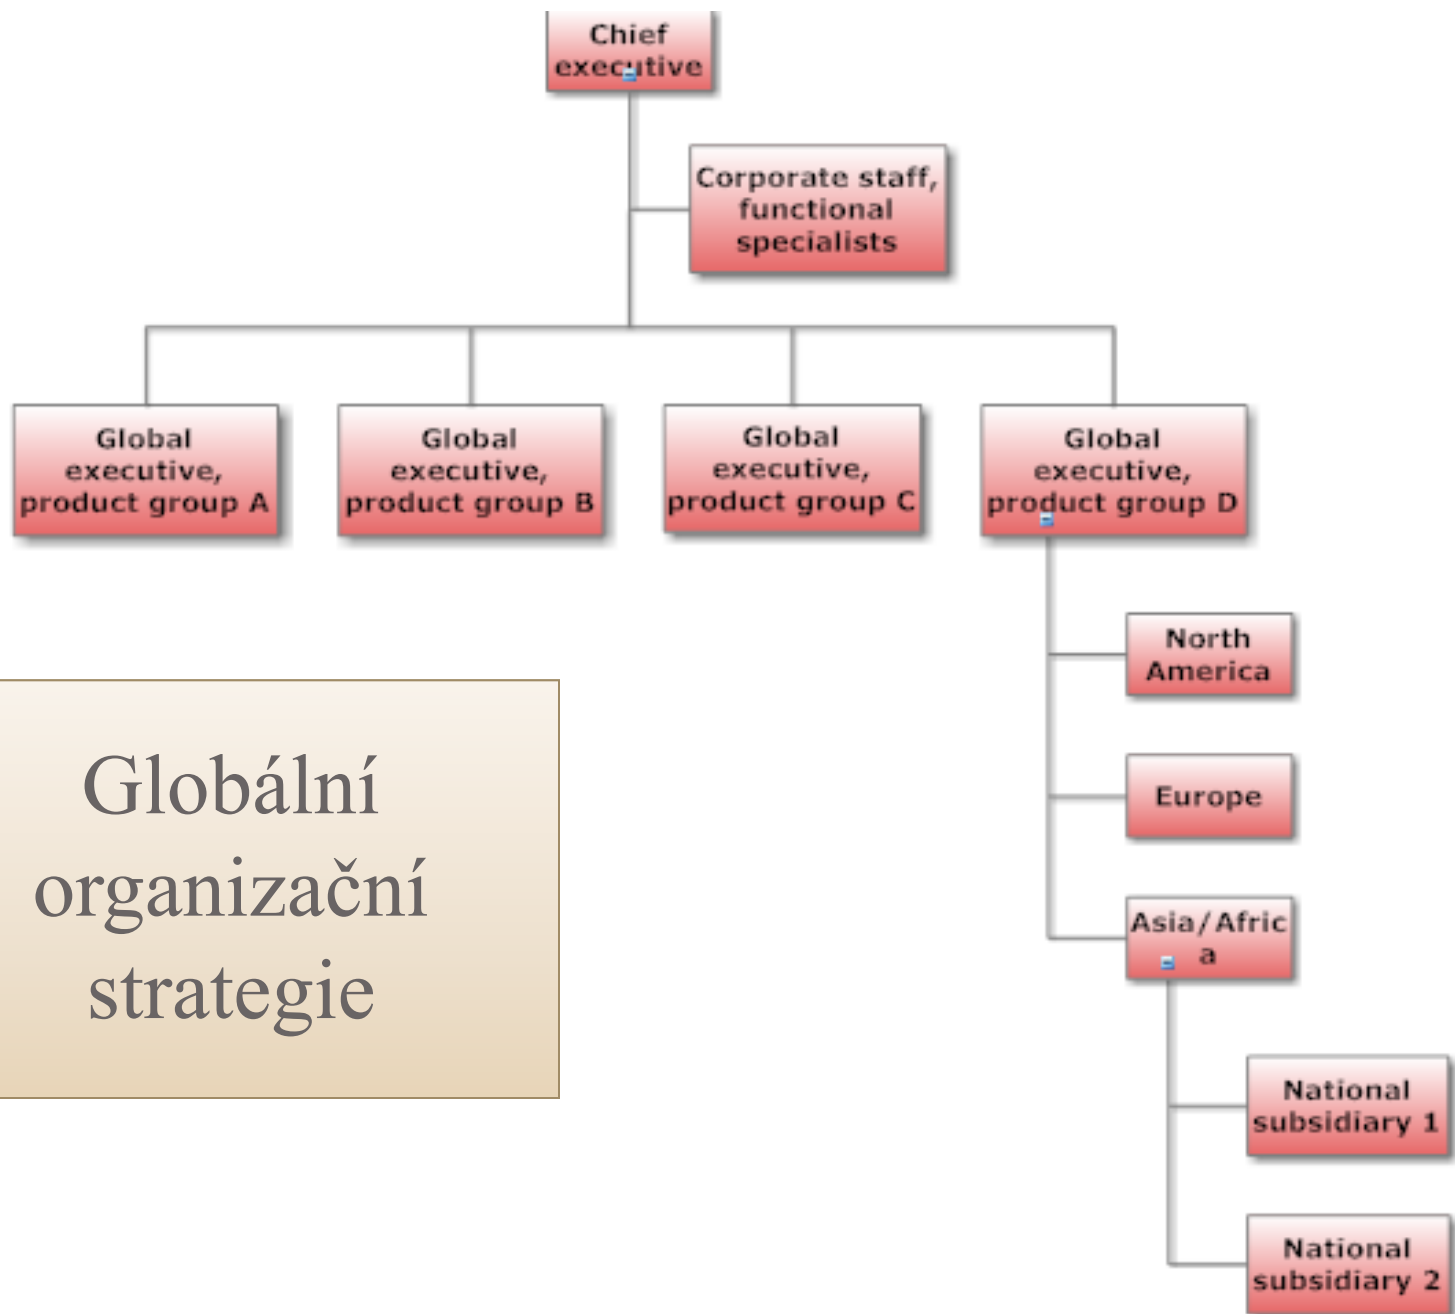 Chief
executive
Corporate staff,
functional
specialists
Global
executive,
product group A
Global
executive,
product group B
Global
executive,
product group C
Global
executive,
product group D
North
America
Europe
Asia/Afric
a
National
subsidiary 1
National
subsidiary 2
Globální
organizační
strategie